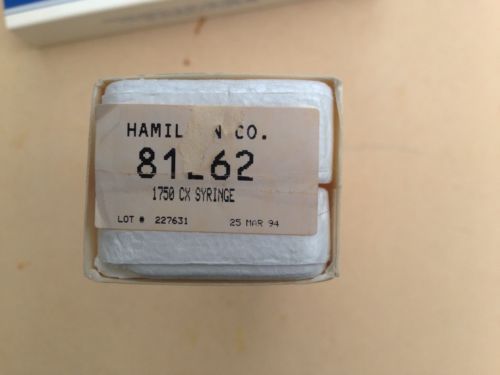 HAMIL N CO.
81 62
1750 CX SYRINGE
LOT # 227631 25 MAR 94